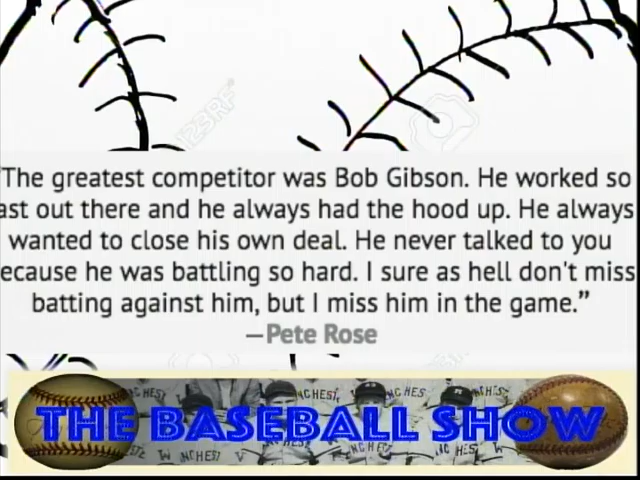 The greatest competitor was Bob Gibson. He worked so
ast out there and he always had the hood up. He always
wanted to close his own deal. He never talked to you
ecause he was battling so hard. I sure as hell don't miss
batting against him, but I miss him in the game.”
—Pete Rose
123RF
THE BASEBALL SHOW